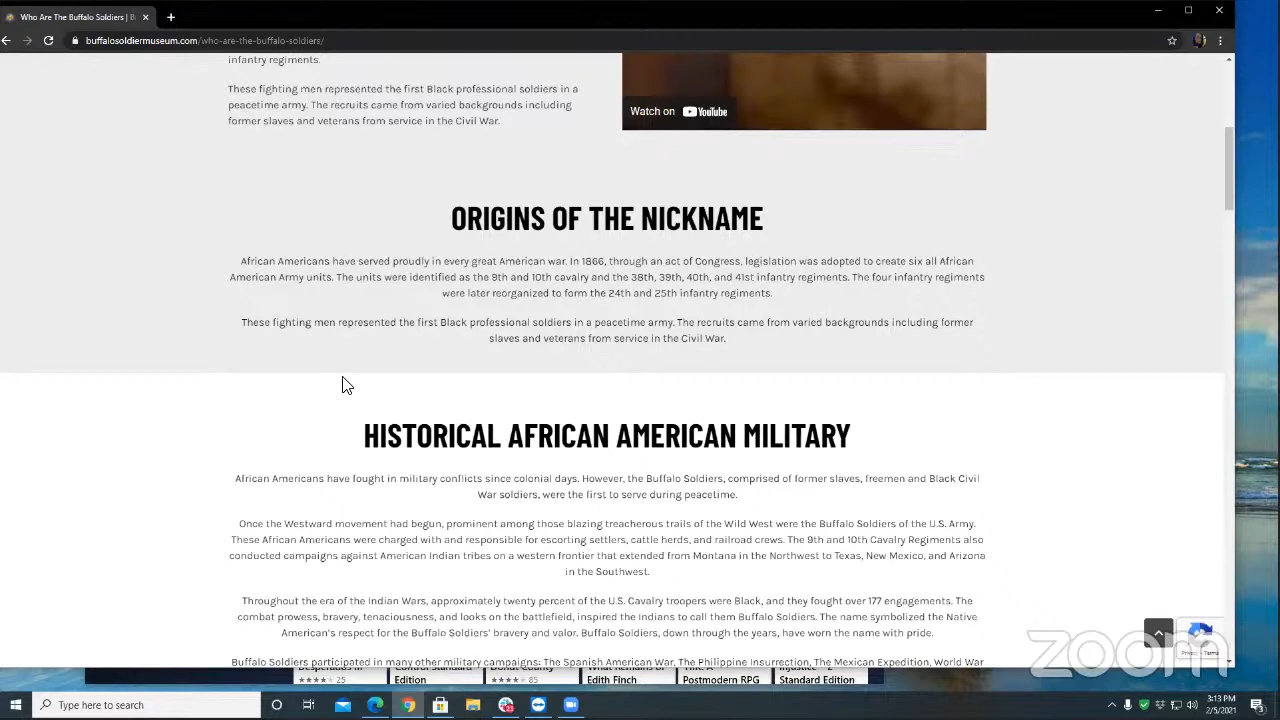 Who Are The Buffalo Soldiers | B
buffalosoldiermuseum.com/who-are-the-buffalo-soldiers/
infantry regiments.
These fighting men represented the first Black professional soldiers in a
peacetime army. The recruits came from varied backgrounds including
former slaves and veterans from service in the Civil War.
Watch on YouTube
ORIGINS OF THE NICKNAME
African Americans have served proudly in every great American war. In 1866, through an act of Congress, legislation was adopted to create six all African
American Army units. The units were identified as the 9th and 10th cavalry and the 38th, 39th, 40th, and 41st infantry regiments. The four infantry regiments
were later reorganized to form the 24th and 25th infantry regiments.
These fighting men represented the first Black professional soldiers in a peacetime army. The recruits came from varied backgrounds including former
slaves and veterans from service in the Civil War.
HISTORICAL AFRICAN AMERICAN MILITARY
African Americans have fought in military conflicts since colonial days. However, the Buffalo Soldiers, comprised of former slaves, freemen and Black Civil
War soldiers, were the first to serve during peacetime.
Once the Westward movement had begun, prominent among those blazing treacherous trails of the Wild West were the Buffalo Soldiers of the U.S. Army.
These African Americans were charged with and responsible for escorting settlers, cattle herds, and railroad crews. The 9th and 10th Cavalry Regiments also
conducted campaigns against American Indian tribes on a western frontier that extended from Montana in the Northwest to Texas, New Mexico, and Arizona
in the Southwest.
Throughout the era of the Indian Wars, approximately twenty percent of the U.S. Cavalry troopers were Black, and they fought over 177 engagements. The
combat prowess, bravery, tenaciousness, and looks on the battlefield, inspired the Indians to call them Buffalo Soldiers. The name symbolized the Native
American's respect for the Buffalo Soldiers' bravery and valor. Buffalo Soldiers, down through the years, have worn the name with pride.
Buffalo Soldiers participated in many other military campaigns: The Spanish American War, The Philippine Insurrection, The Mexican Expedition, World War
Privacy - Terms
zoom
25
Edition
85
Edith Finch
Postmodern RPG
Standard Edition
Type here to search
3:13 PM
2/5/2021
3